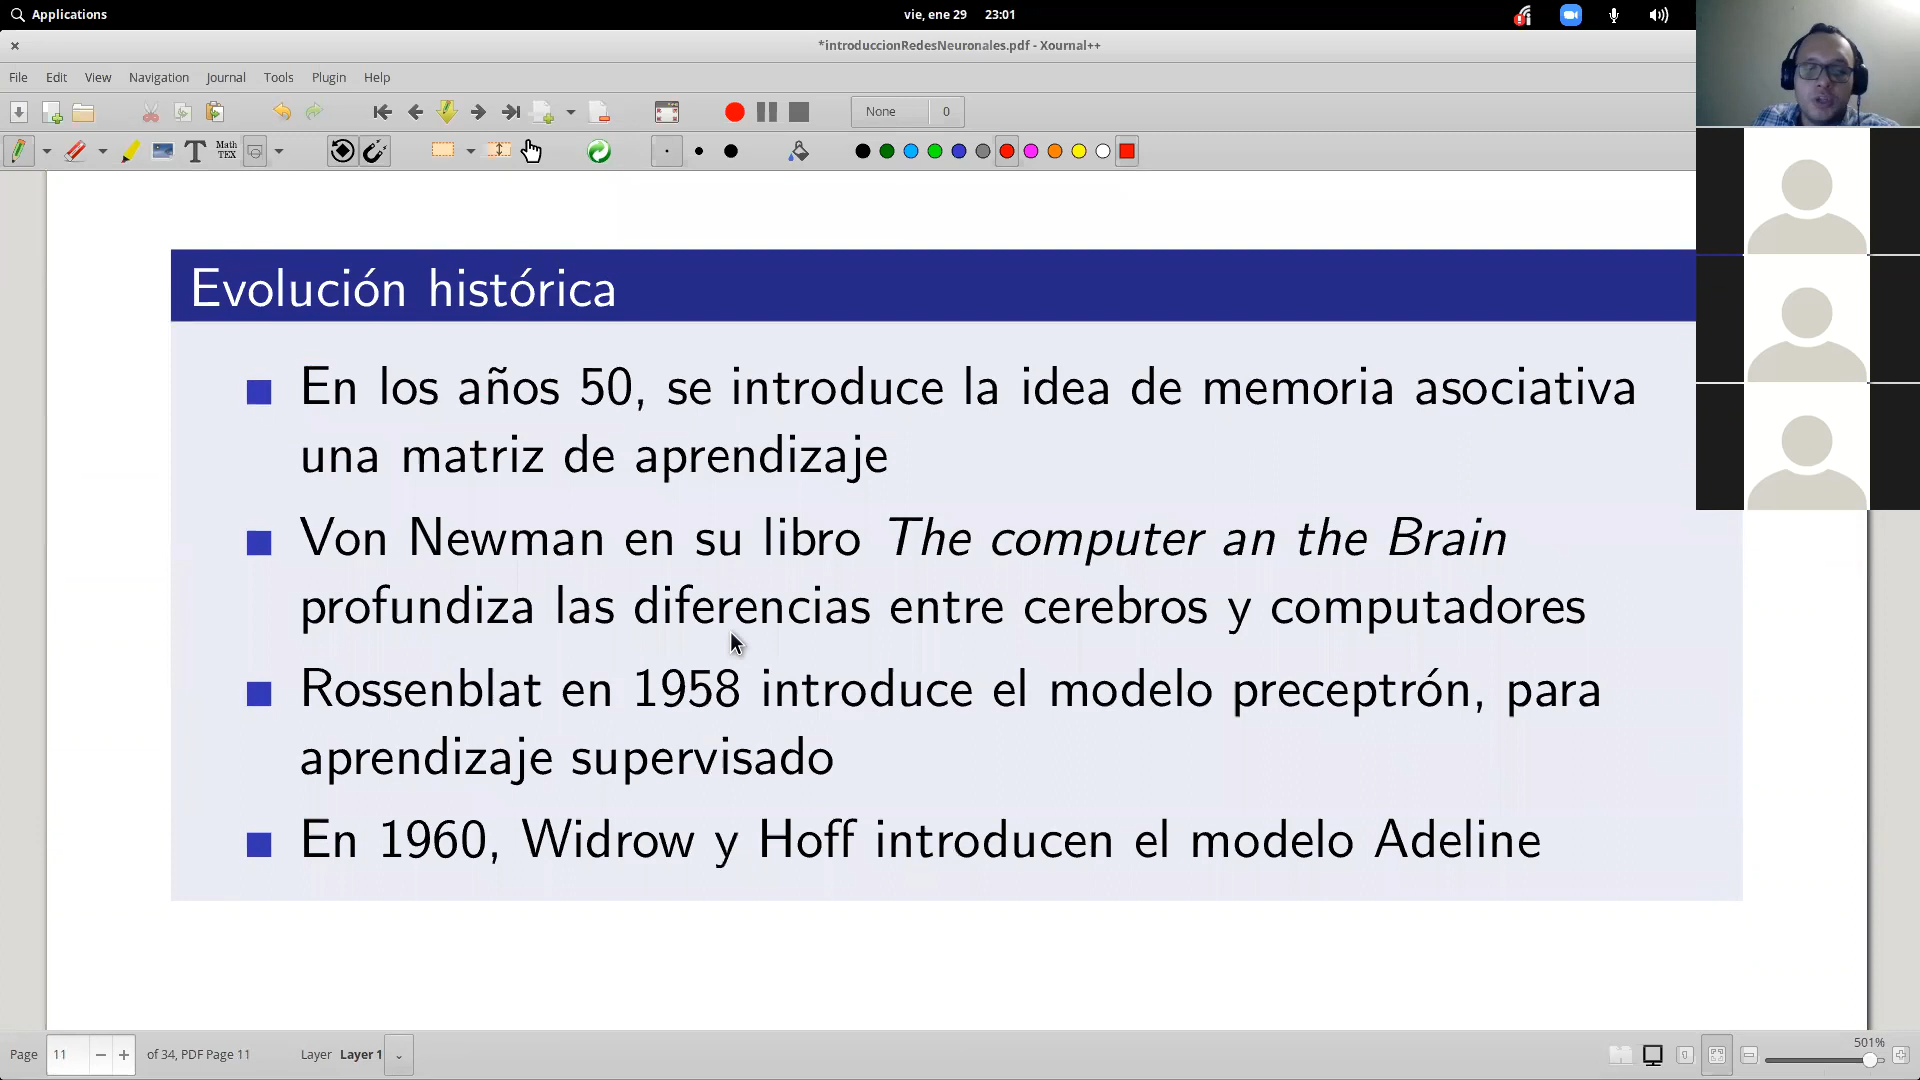 Applications
vie, ene 29 23:01
*introduccionRedesNeuronales.pdf - Xournal++
File Edit View Navigation Journal Tools Plugin Help
None 0
Math
TEX
Evolución histórica
En los años 50, se introduce la idea de memoria asociativa
una matriz de aprendizaje
Von Newman en su libro The computer an the Brain
profundiza las diferencias entre cerebros y computadores
Rossenblat en 1958 introduce el modelo preceptrón, para
aprendizaje supervisado
En 1960, Widrow y Hoff introducen el modelo Adeline
Page 11 of 34, PDF Page 11 Layer Layer 1
501%